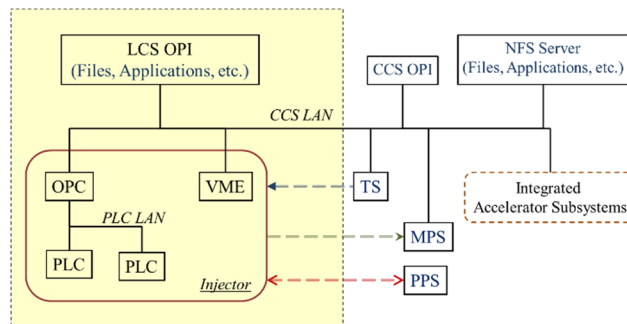 LCS OPI
(Files, Applications, etc.)
CCS OPI
NFS Server
(Files, Applications, etc.)
CCS LAN
OPC
VME
TS
Integrated
Accelerator Subsystems
PLC LAN
MPS
PLC
PLC
Injector
PPS